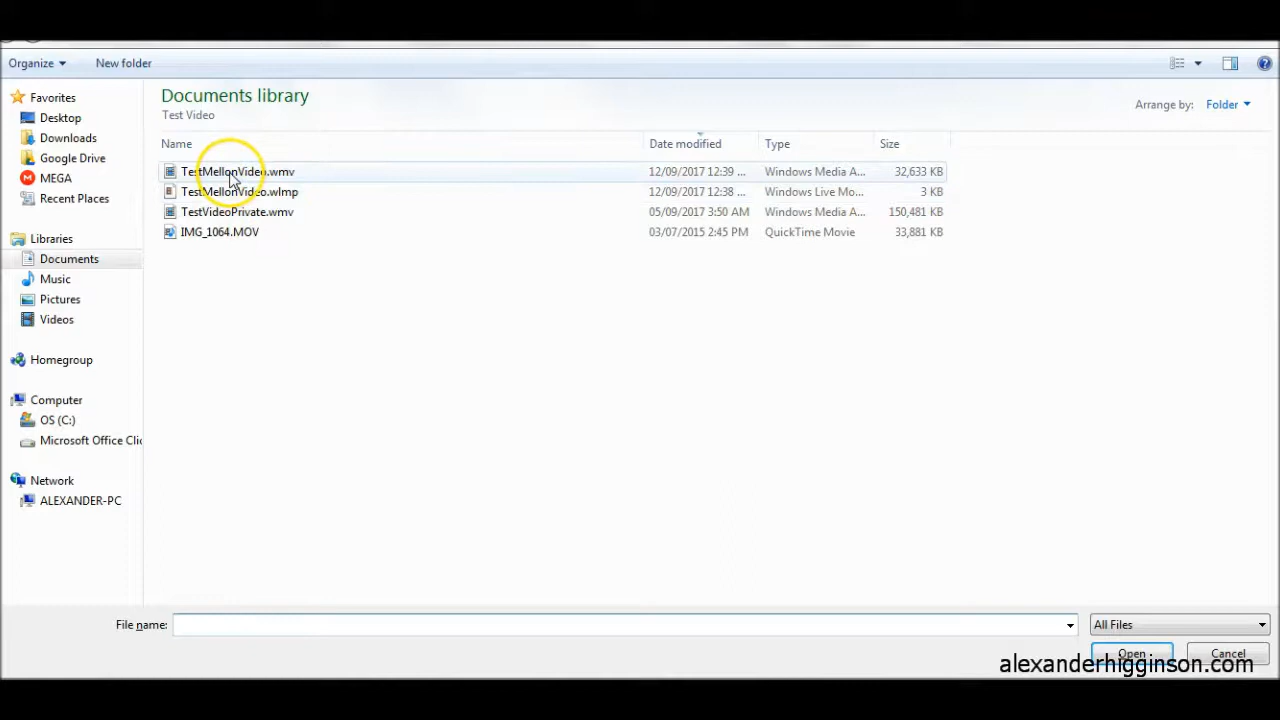 Organize
New folder
Documents library
Test Video
Arrange by: Folder
Name Date modified Type Size
TestMellonVideo.wmv 12/09/2017 12:39 ... Windows Media A... 32,633 KB
TestMellonVideo.wlmp 12/09/2017 12:38 ... Windows Live Mo... 3 KB
TestVideoPrivate.wmv 05/09/2017 3:50 AM Windows Media A... 150,481 KB
IMG_1064.MOV 03/07/2015 2:45 PM QuickTime Movie 33,881 KB
Favorites
Desktop
Downloads
Google Drive
MEGA
Recent Places
Libraries
Documents
Music
Pictures
Videos
Homegroup
Computer
OS (C:)
Microsoft Office Clic
Network
ALEXANDER-PC
File name:
All Files
Open
Cancel
alexanderhigginson.com